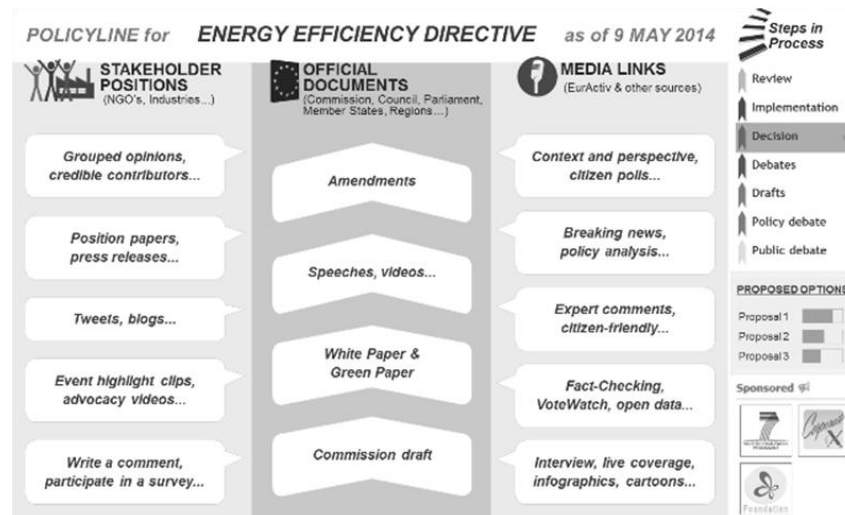 POLICYLINE for ENERGY EFFICIENCY DIRECTIVE as of 9 MAY 2014
STAKEHOLDER
POSITIONS
(NGO's, Industries...)
Grouped opinions,
credible contributors...
Position papers,
press releases...
Tweets, blogs...
Event highlight clips,
advocacy videos...
Write a comment,
participate in a survey...
OFFICIAL
DOCUMENTS
(Commission, Council, Parliament,
Member States, Regions...)
Amendments
Speeches, videos...
White Paper &
Green Paper
Commission draft
MEDIA LINKS
(EurActiv & other sources)
Context and perspective,
citizen polls...
Breaking news,
policy analysis...
Expert comments,
citizen-friendly...
Fact-Checking,
VoteWatch, open data...
Interview, live coverage,
infographics, cartoons...
Steps in
Process
Review
Implementation
Decision
Debates
Drafts
Policy debate
Public debate
PROPOSED OPTIONS
Proposal 1
Proposal 2
Proposal 3
Sponsored
7
Corporate
X
Foundation